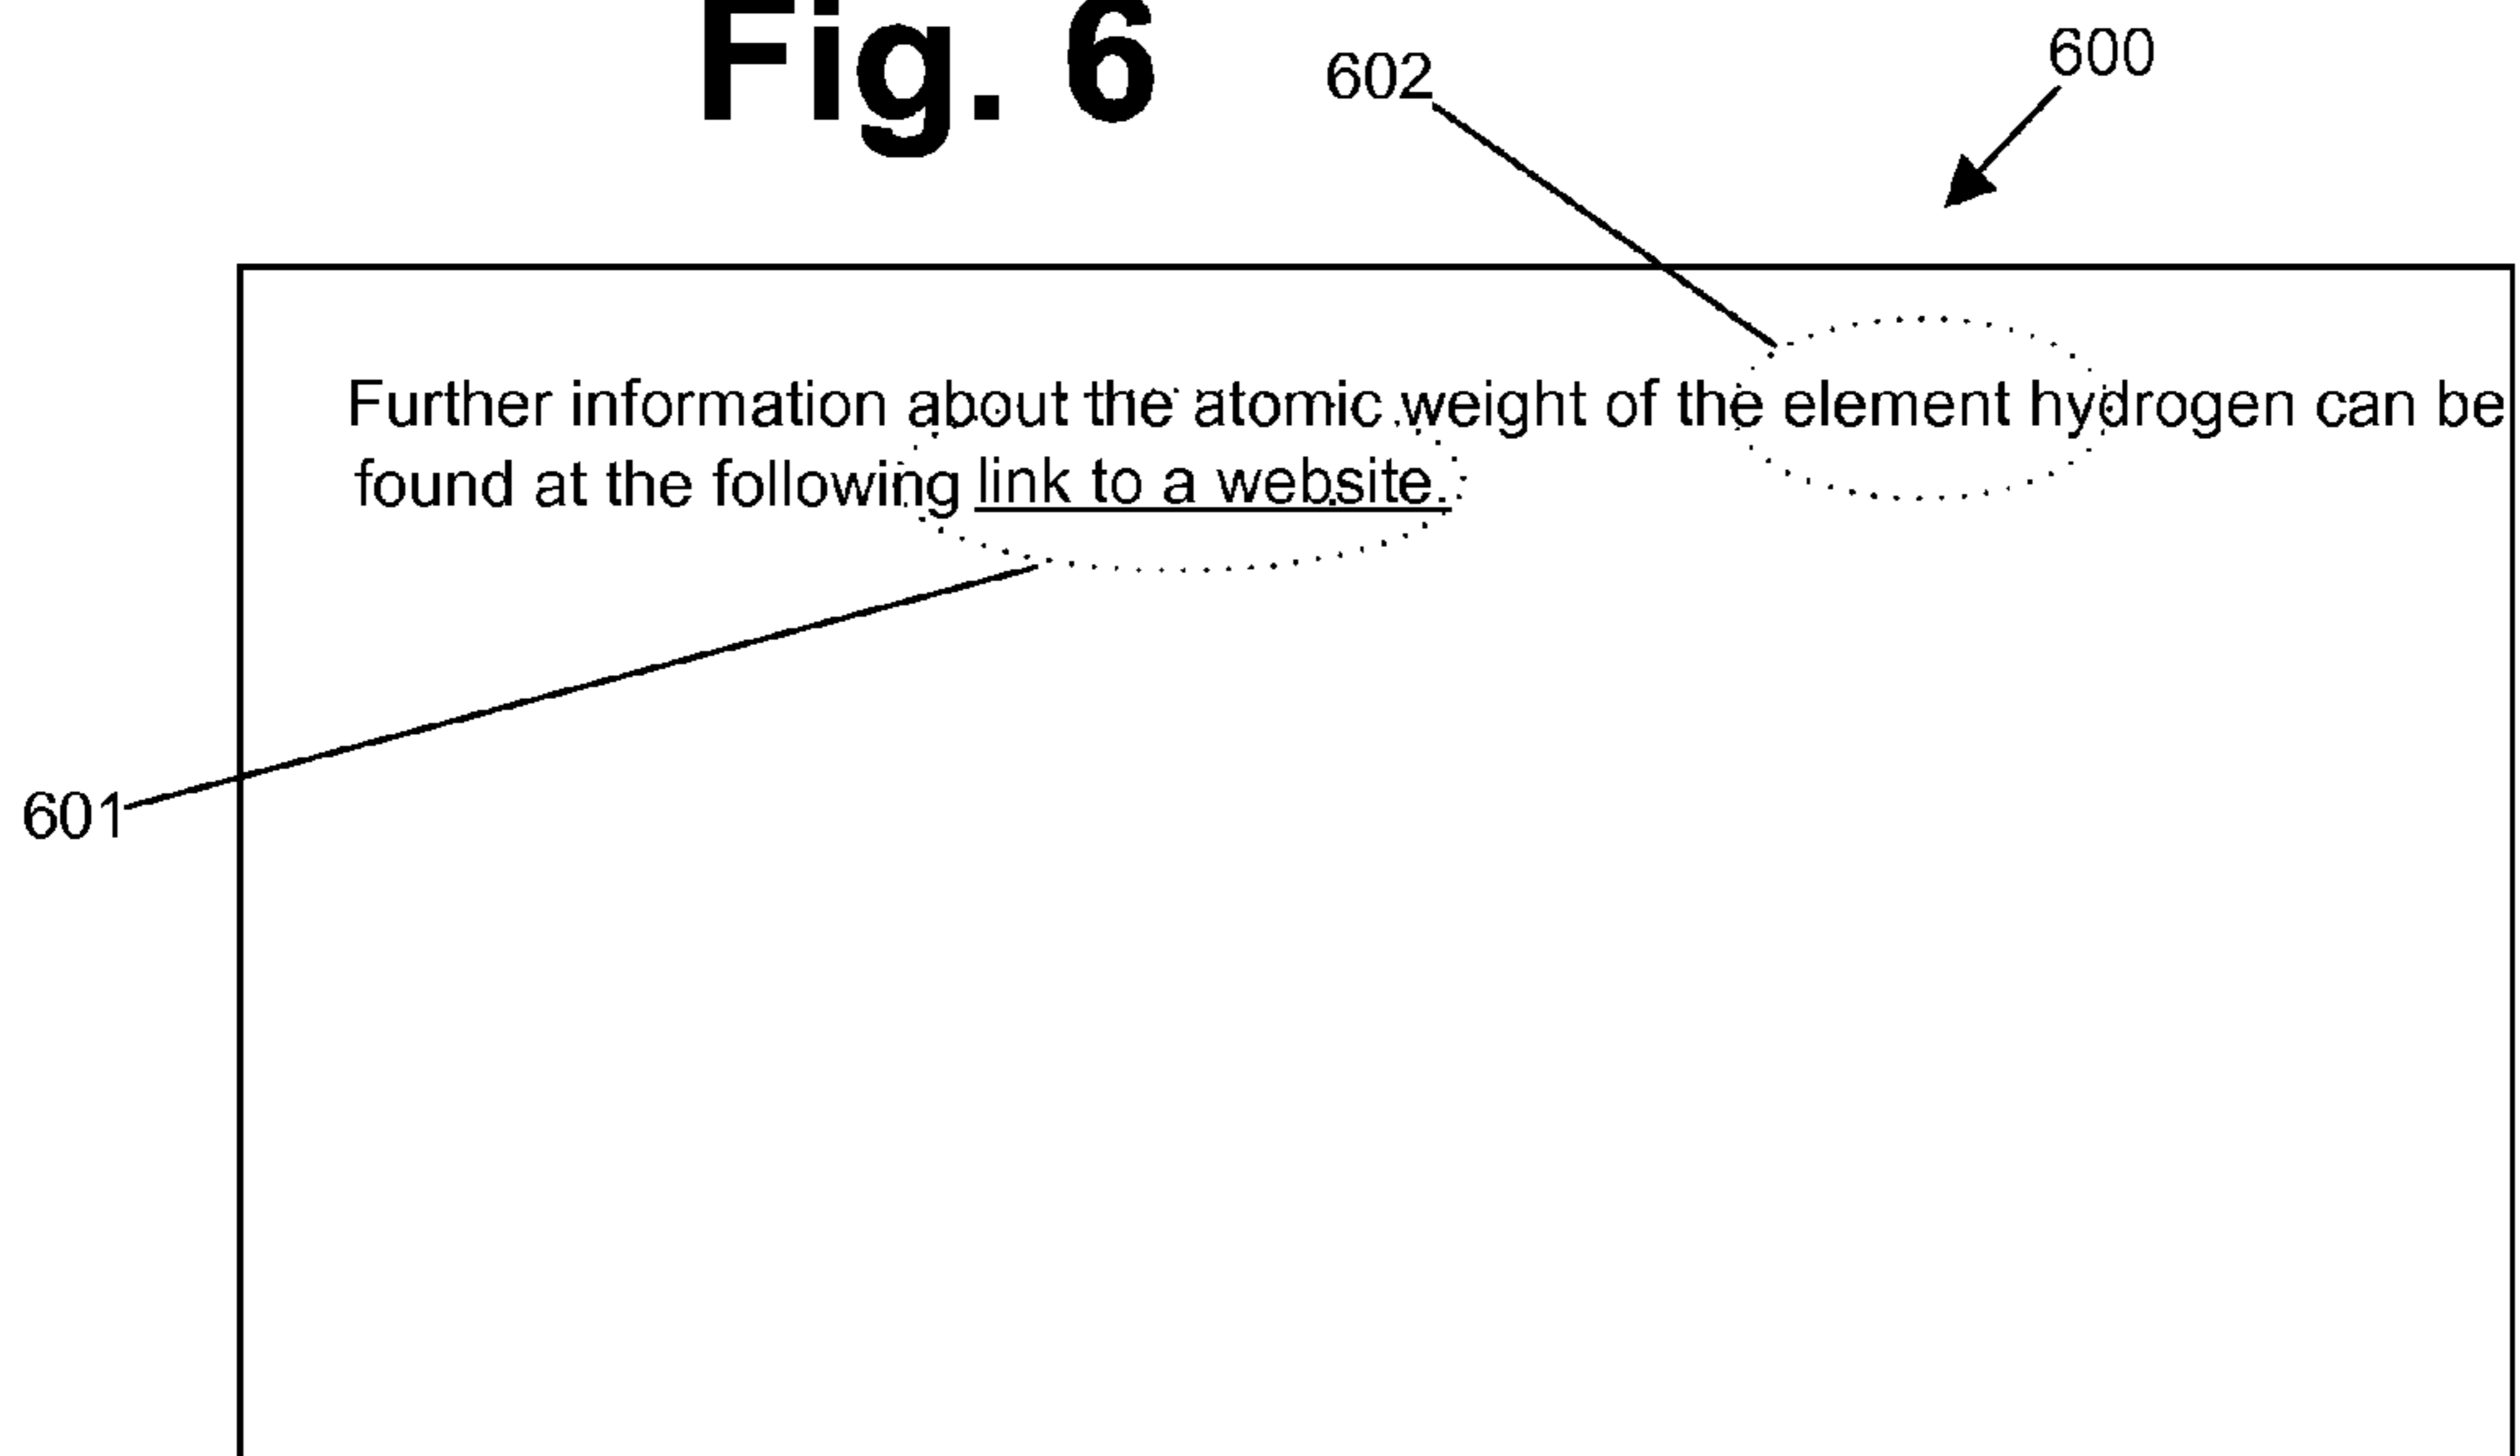 Fig. 6
602
600
Further information about the atomic weight of the element hydrogen can be
found at the following link to a website.
601